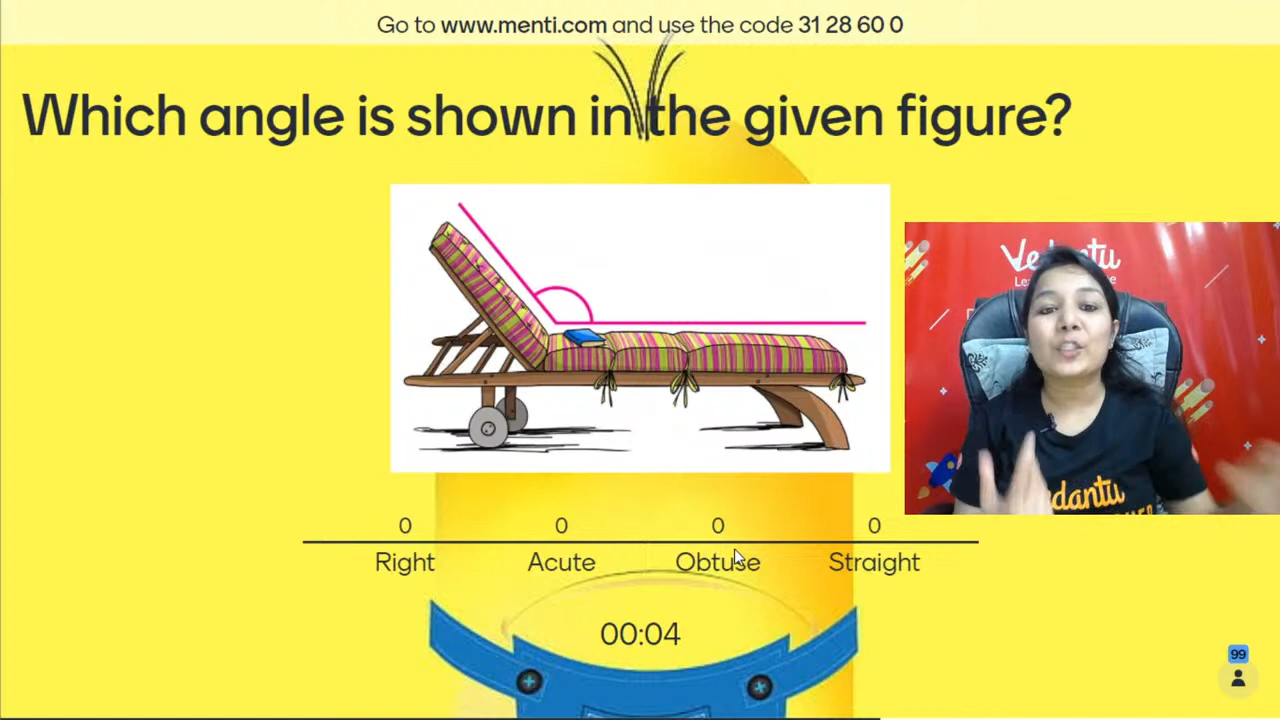 Go to www.menti.com and use the code 31 28 60 0
Which angle is shown in the given figure?
Vedantu
0
0
0
0
Right
Acute
Obtuse
Straight
00:04
99